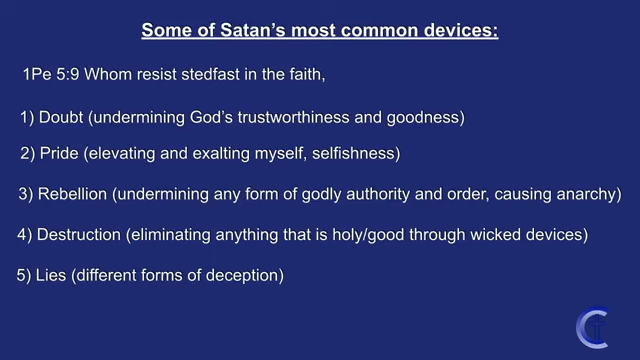 Some of Satan's most common devices:
1Pe 5:9 Whom resist stedfast in the faith,
1) Doubt (undermining God's trustworthiness and goodness)
2) Pride (elevating and exalting myself, selfishness)
3) Rebellion (undermining any form of godly authority and order, causing anarchy)
4) Destruction (eliminating anything that is holy/good through wicked devices)
5) Lies (different forms of deception)